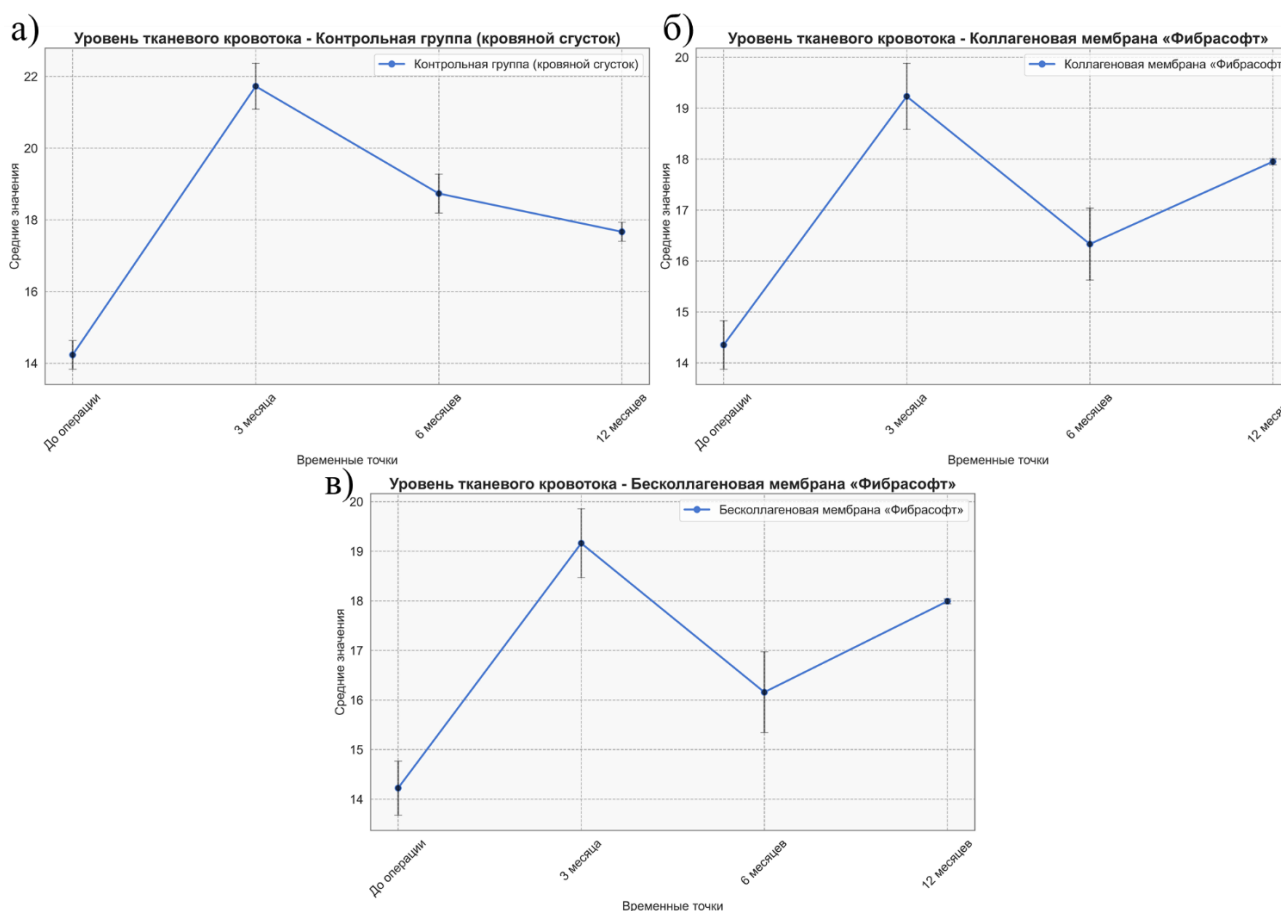 а)
Уровень тканевого кровотока - Контрольная группа (кровяной сгусток)
Контрольная группа (кровяной сгусток)
Средние значения
22
20
18
16
14
До операции
3 месяца
6 месяцев
12 месяцев
Временные точки
б)
Уровень тканевого кровотока - Коллагеновая мембрана «Фибрасофт»
Коллагеновая мембрана «Фибрасофт»
Средние значения
20
19
18
17
16
15
14
До операции
3 месяца
6 месяцев
12 месяцев
Временные точки
в)
Уровень тканевого кровотока - Бесколлагеновая мембрана «Фибрасофт»
Бесколлагеновая мембрана «Фибрасофт»
Средние значения
20
19
18
17
16
15
14
До операции
3 месяца
6 месяцев
12 месяцев
Временные точки